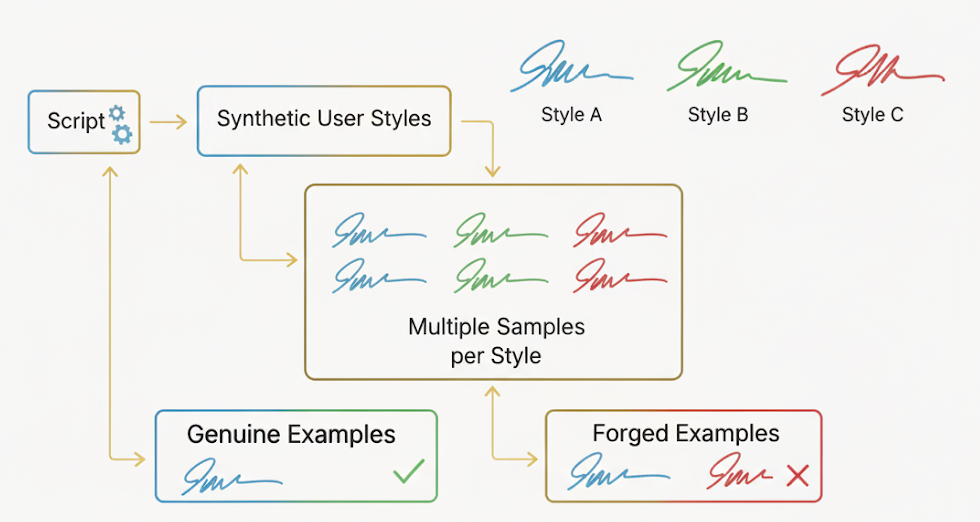 Script
Synthetic User Styles
Style A
Style B
Style C
Multiple Samples
per Style
Genuine Examples
Forged Examples